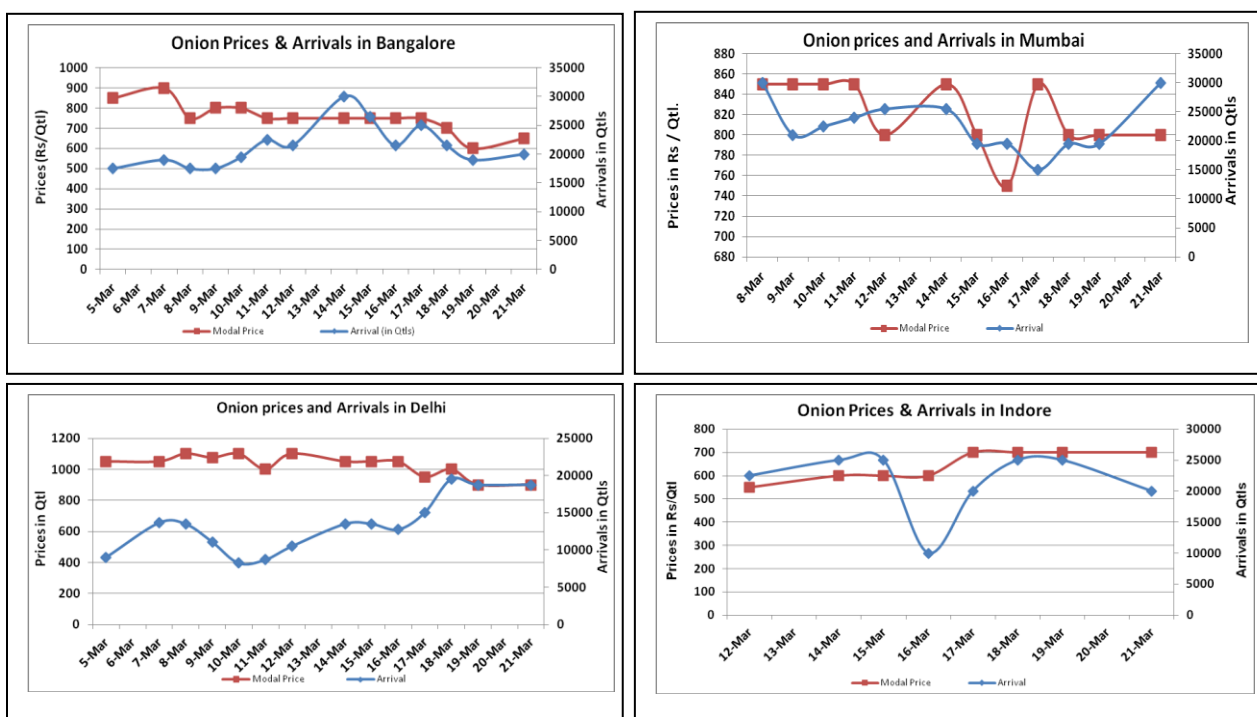 Onion Prices & Arrivals in Bangalore
Prices (Rs/Qtl)
1000
900
800
700
600
500
400
300
200
100
0
35000
30000
25000
20000
15000
10000
5000
0
Arrivals in Qtls
5-Mar
6-Mar
7-Mar
8-Mar
9-Mar
10-Mar
11-Mar
12-Mar
13-Mar
14-Mar
15-Mar
16-Mar
17-Mar
18-Mar
19-Mar
20-Mar
21-Mar
Modal Price
Arrival (in Qtls)
Onion prices and Arrivals in Mumbai
Prices in Rs / Qtl.
880
860
840
820
800
780
760
740
720
700
680
35000
30000
25000
20000
15000
10000
5000
0
Arrivals in Qtls
8-Mar
9-Mar
10-Mar
11-Mar
12-Mar
13-Mar
14-Mar
15-Mar
16-Mar
17-Mar
18-Mar
19-Mar
20-Mar
21-Mar
Modal Price
Arrival
Onion prices and Arrivals in Delhi
Prices in Qtl
1200
1000
800
600
400
200
0
25000
20000
15000
10000
5000
0
Arrivals in Qtls
5-Mar
6-Mar
7-Mar
8-Mar
9-Mar
10-Mar
11-Mar
12-Mar
13-Mar
14-Mar
15-Mar
16-Mar
17-Mar
18-Mar
19-Mar
20-Mar
21-Mar
Modal Price
Arrival
Onion Prices & Arrivals in Indore
Prices in Rs/Qtl
800
700
600
500
400
300
200
100
0
30000
25000
20000
15000
10000
5000
0
Arrivals in Qtls
12-Mar
13-Mar
14-Mar
15-Mar
16-Mar
17-Mar
18-Mar
19-Mar
20-Mar
21-Mar
Modal Price
Arrival